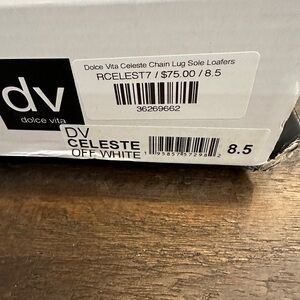 dv
dolce vita
Dolce Vita Celeste Chain Lug Sole Loafers
RCELEST7 / $75.00 / 8.5
36269662
DV
CELESTE
OFF WHITE
8.5